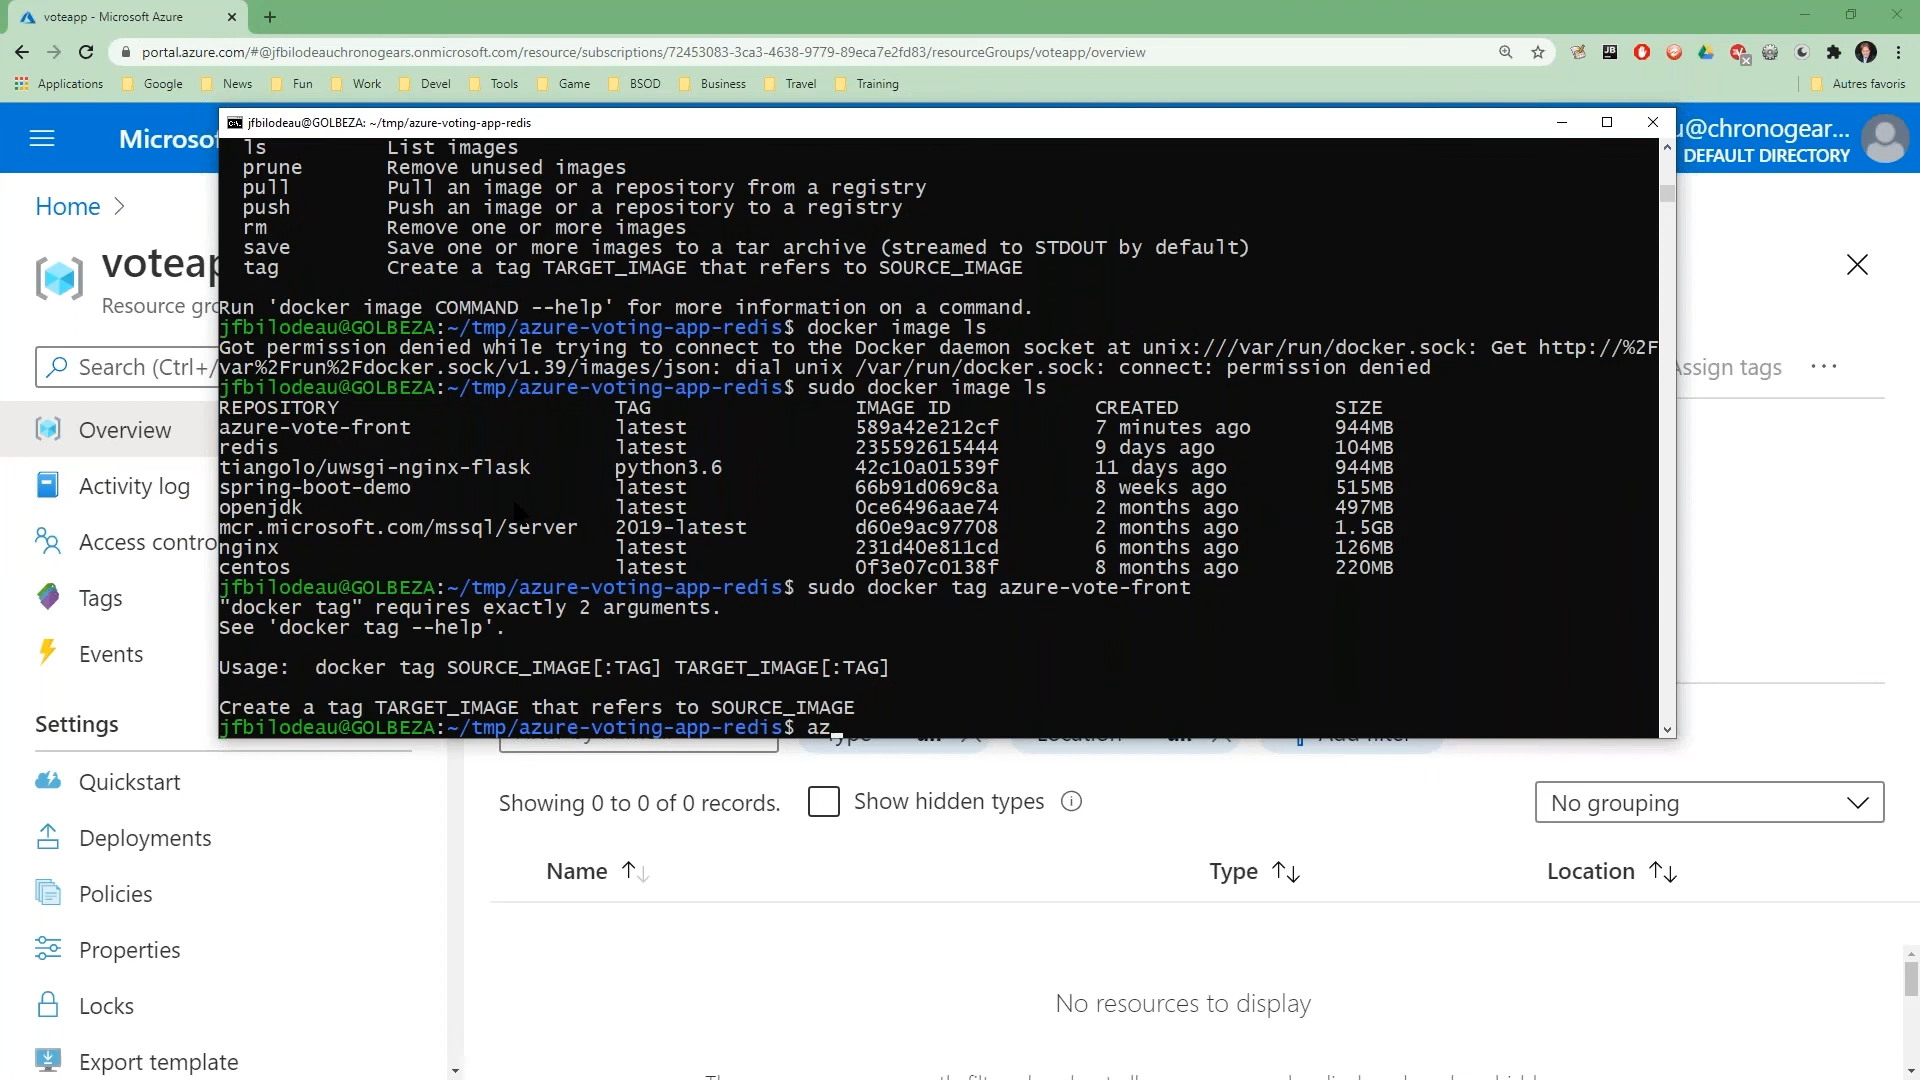 voteapp - Microsoft Azure
portal.azure.com/#@jfbilodeauchronogears.onmicrosoft.com/resource/subscriptions/72453083-3ca3-4638-9779-89eca7e2fd83/resourceGroups/voteapp/overview
Applications Google News Fun Work Devel Tools Game BSOD Business Travel Training Autres favoris
jfbilodeau@GOLBEZA: ~/tmp/azure-voting-app-redis
Microsof
u@chronogear...
DEFAULT DIRECTORY
Home
voteap
Resource gro
Search (Ctrl+/
Assign tags
Overview
Activity log
Access contro
Tags
Events
Settings
Quickstart
Deployments
Policies
Properties
Locks
Export template
ls List images
prune Remove unused images
pull Pull an image or a repository from a registry
push Push an image or a repository to a registry
rm Remove one or more images
save Save one or more images to a tar archive (streamed to STDOUT by default)
tag Create a tag TARGET_IMAGE that refers to SOURCE_IMAGE
Run 'docker image COMMAND --help' for more information on a command.
jfbilodeau@GOLBEZA:~/tmp/azure-voting-app-redis$ docker image ls
Got permission denied while trying to connect to the Docker daemon socket at unix:///var/run/docker.sock: Get http://%2F
var%2Frun%2Fdocker.sock/v1.39/images/json: dial unix /var/run/docker.sock: connect: permission denied
jfbilodeau@GOLBEZA:~/tmp/azure-voting-app-redis$ sudo docker image ls
REPOSITORY TAG IMAGE ID CREATED SIZE
azure-vote-front latest 589a42e212cf 7 minutes ago 944MB
redis latest 235592615444 9 days ago 104MB
tiangolo/uwsgi-nginx-flask python3.6 42c10a01539f 11 days ago 944MB
spring-boot-demo latest 66b91d069c8a 8 weeks ago 515MB
openjdk latest 0ce6496aae74 2 months ago 497MB
mcr.microsoft.com/mssql/server 2019-latest d60e9ac97708 2 months ago 1.5GB
nginx latest 231d40e811cd 6 months ago 126MB
centos latest 0f3e07c0138f 8 months ago 220MB
jfbilodeau@GOLBEZA:~/tmp/azure-voting-app-redis$ sudo docker tag azure-vote-front
"docker tag" requires exactly 2 arguments.
See 'docker tag --help'.
Usage: docker tag SOURCE_IMAGE[:TAG] TARGET_IMAGE[:TAG]
Create a tag TARGET_IMAGE that refers to SOURCE_IMAGE
jfbilodeau@GOLBEZA:~/tmp/azure-voting-app-redis$ az
Showing 0 to 0 of 0 records. Show hidden types No grouping
Name Type Location
No resources to display